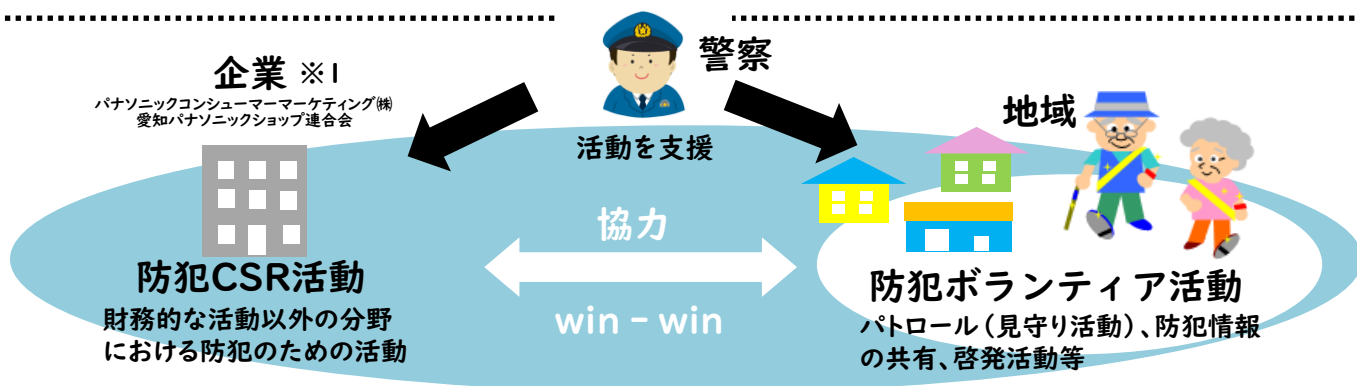 企業 ※1
パナソニックコンシューマーマーケティング㈱
愛知パナソニックショップ連合会
警察
活動を支援
地域
協力
win – win
防犯CSR活動
財務的な活動以外の分野
における防犯のための活動
防犯ボランティア活動
パトロール（見守り活動）、防犯情報
の共有、啓発活動等